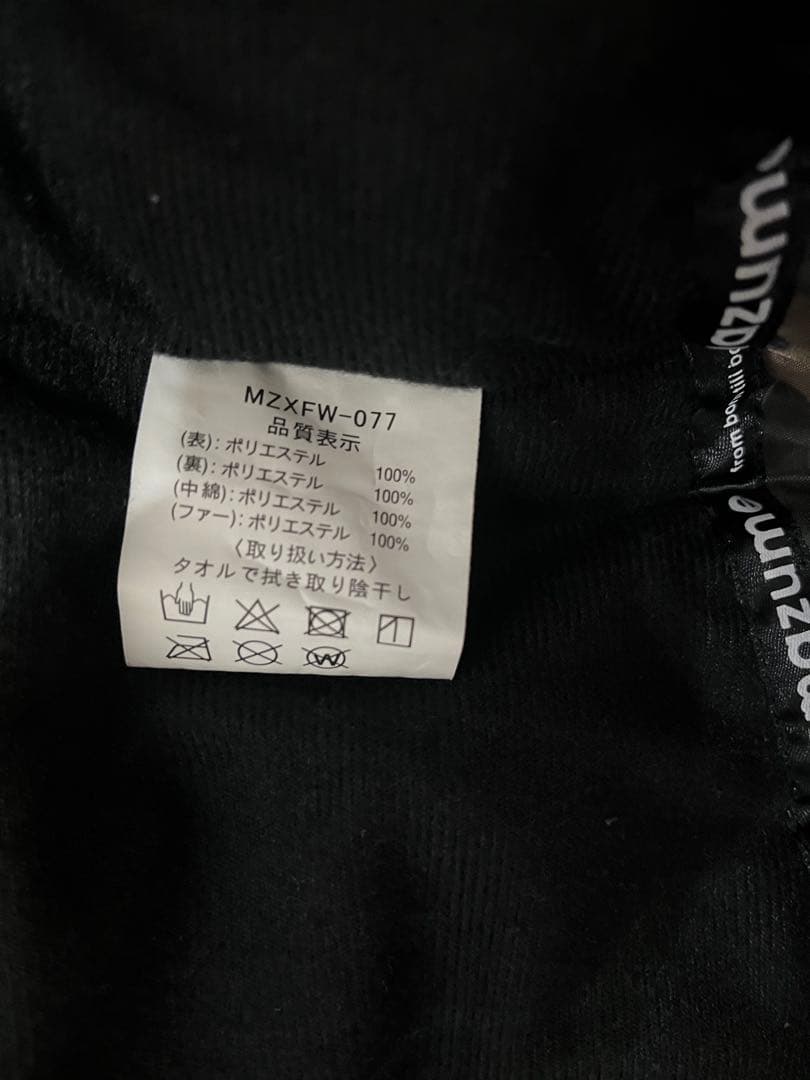 MZXFW-077
品質表示
(表):ポリエステル 100%
(裏):ポリエステル 100%
(中綿):ポリエステル 100%
(ファー):ポリエステル 100%
〈取り扱い方法〉
タオルで拭き取り陰干し
W
from